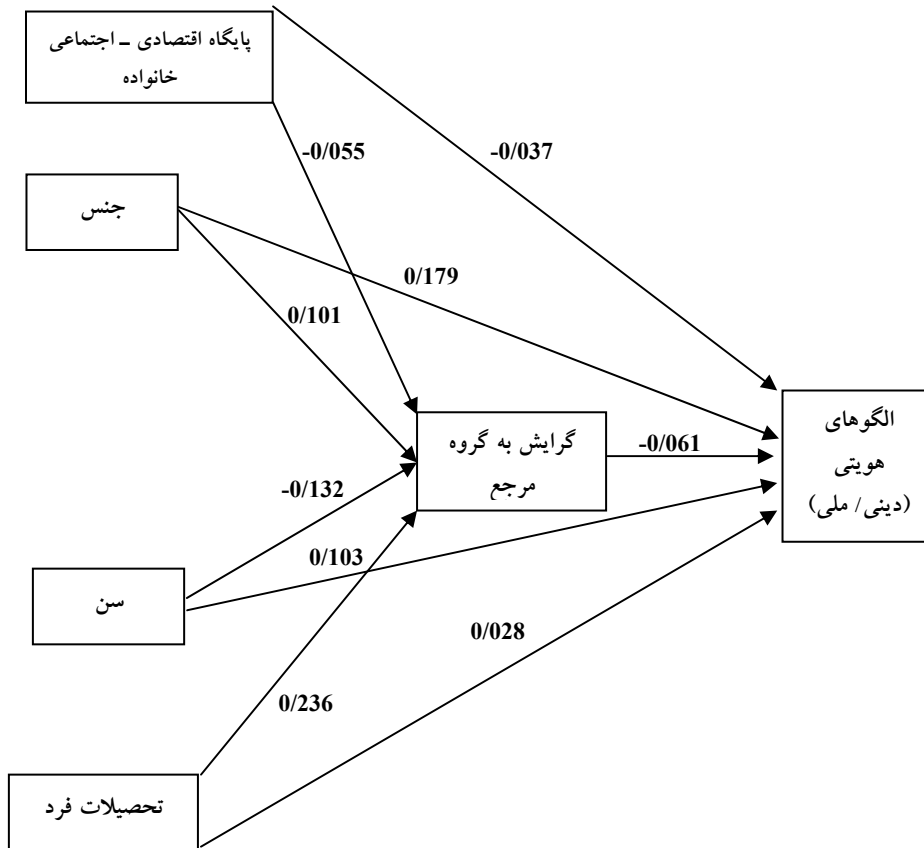 پایگاه اقتصادی ـ اجتماعی
خانواده
-0/055
-0/037
جنس
0/179
0/101
الگوهای
هویتی
(دینی/ ملی)
گرایش به گروه
مرجع
-0/061
-0/132
0/103
سن
0/028
0/236
تحصیلات فرد